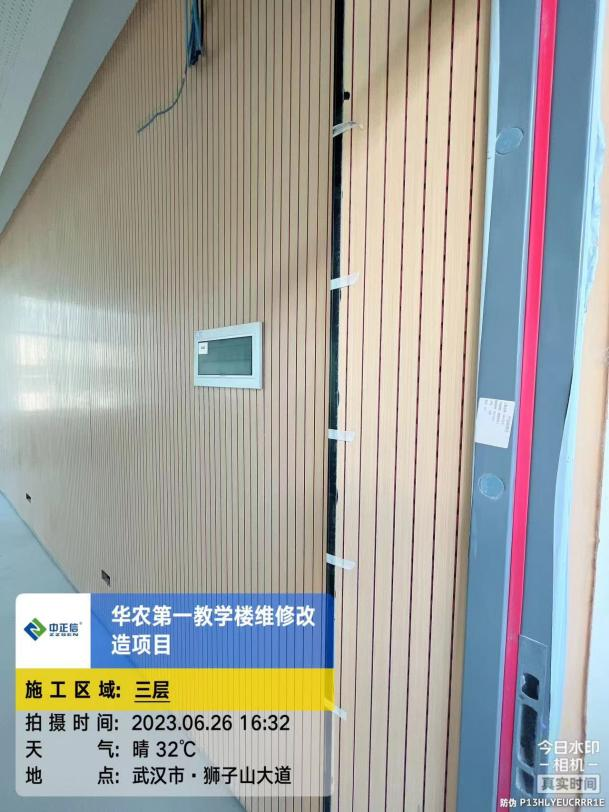 中正信®
ZZSEN
华农第一教学楼维修改
造项目
施工区域: 三层
拍摄时间: 2023.06.26 16:32
天 气: 晴 32℃
地 点: 武汉市·狮子山大道
今日水印
相机
真实时间
防伪 P13HLYEUCRRR1E